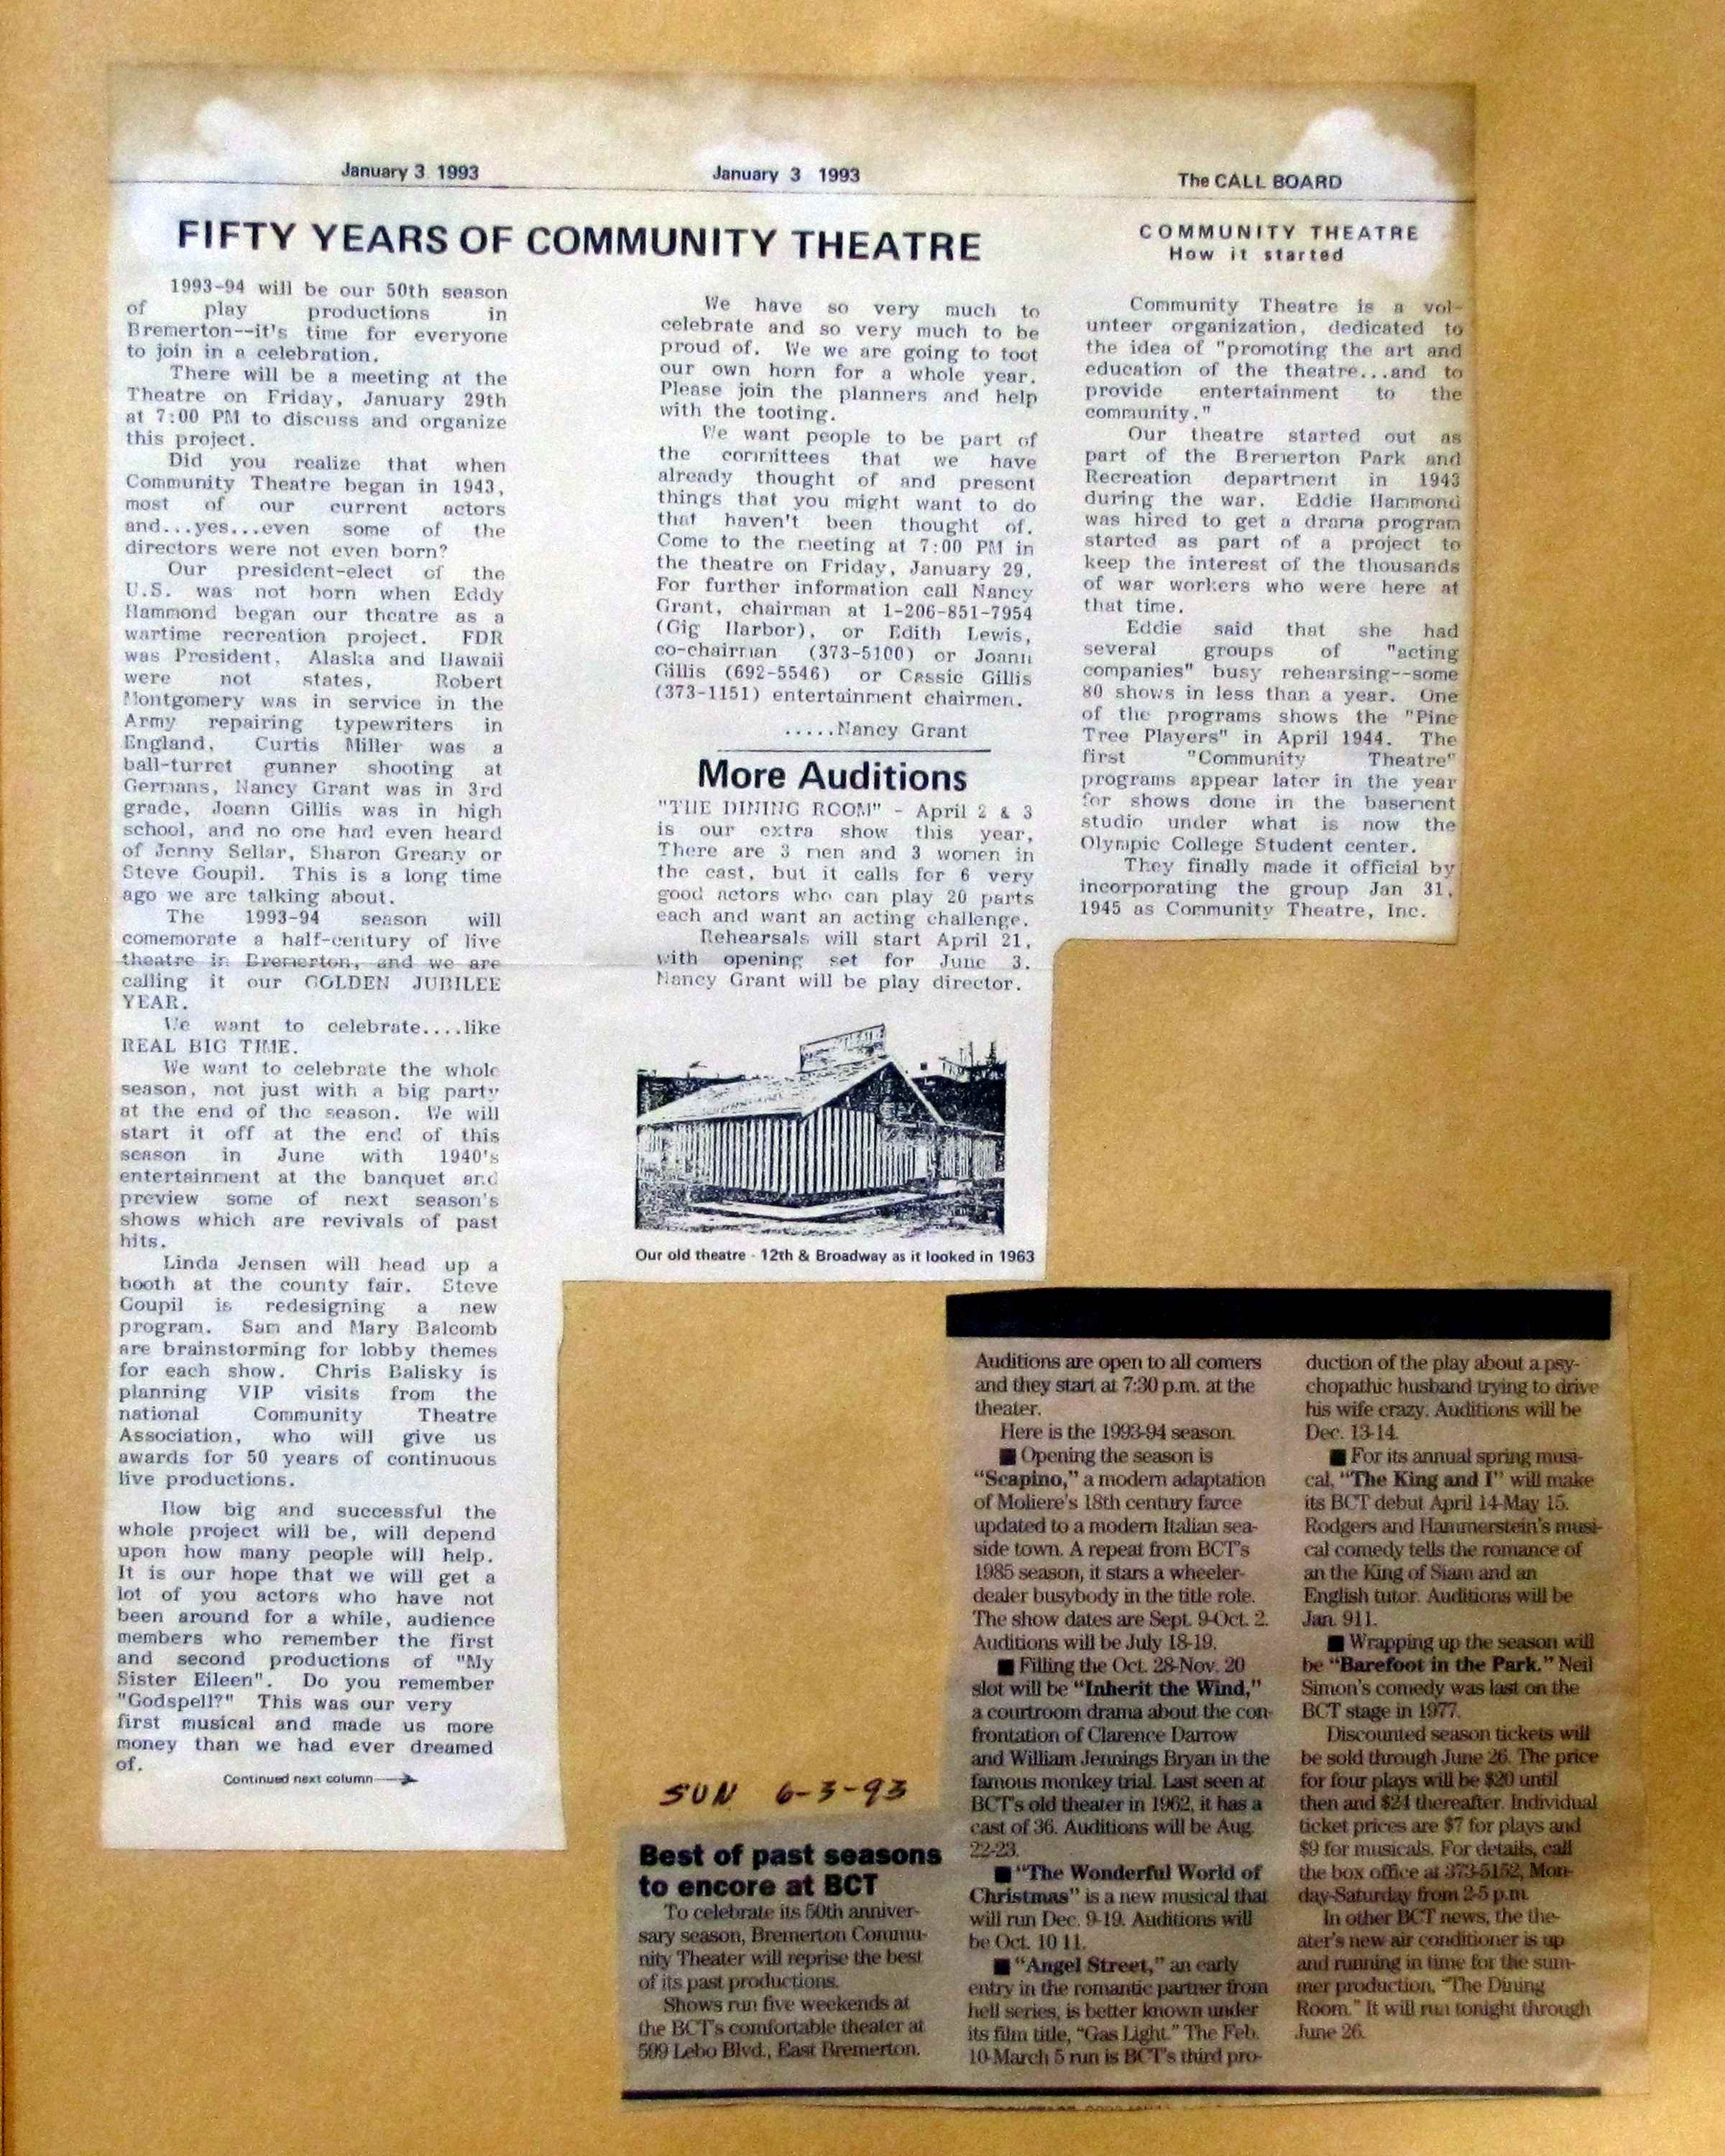 January 3 1993
January 3 1993
The CALL BOARD
FIFTY YEARS OF COMMUNITY THEATRE
1993-94 will be our 50th season
of play productions in
Bremerton--it's time for everyone
to join in a celebration.
There will be a meeting at the
Theatre on Friday, January 29th
at 7:00 PM to discuss and organize
this project.
Did you realize that when
Community Theatre began in 1943,
most of our current actors
and...yes...even some of the
directors were not even born?
Our president-elect of the
U.S. was not born when Eddy
Hammond began our theatre as a
wartime recreation project. FDR
was President, Alaska and Hawaii
were not states, Robert
Montgomery was in service in the
Army repairing typewriters in
England, Curtis Miller was a
ball-turret gunner shooting at
Germans, Nancy Grant was in 3rd
grade, Joann Gillis was in high
school, and no one had even heard
of Jenny Sellar, Sharon Greany or
Steve Goupil. This is a long time
ago we are talking about.
The 1993-94 season will
comemorate a half-century of live
theatre in Bremerton, and we are
calling it our GOLDEN JUBILEE
YEAR.
We want to celebrate....like
REAL BIG TIME.
We want to celebrate the whole
season, not just with a big party
at the end of the season. We will
start it off at the end of this
season in June with 1940's
entertainment at the banquet and
preview some of next season's
shows which are revivals of past
hits.
Linda Jensen will head up a
booth at the county fair. Steve
Goupil is redesigning a new
program. Sam and Mary Balcomb
are brainstorming for lobby themes
for each show. Chris Balisky is
planning VIP visits from the
national Community Theatre
Association, who will give us
awards for 50 years of continuous
live productions.
How big and successful the
whole project will be, will depend
upon how many people will help.
It is our hope that we will get a
lot of you actors who have not
been around for a while, audience
members who remember the first
and second productions of "My
Sister Eileen". Do you remember
"Godspell?" This was our very
first musical and made us more
money than we had ever dreamed
of.
Continued next column
We have so very much to
celebrate and so very much to be
proud of. We we are going to toot
our own horn for a whole year.
Please join the planners and help
with the tooting.
We want people to be part of
the committees that we have
already thought of and present
things that you might want to do
that haven't been thought of.
Come to the meeting at 7:00 PM in
the theatre on Friday, January 29.
For further information call Nancy
Grant, chairman at 1-206-851-7954
(Gig Harbor), or Edith Lewis,
co-chairman (373-5100) or Joann
Gillis (692-5546) or Cassie Gillis
(373-1151) entertainment chairmen.
.....Nancy Grant
More Auditions
"THE DINING ROOM" - April 2 & 3
is our extra show this year,
There are 3 men and 3 women in
the cast, but it calls for 6 very
good actors who can play 20 parts
each and want an acting challenge.
Rehearsals will start April 21,
with opening set for June 3.
Nancy Grant will be play director.
Our old theatre - 12th & Broadway as it looked in 1963
COMMUNITY THEATRE
How it started
Community Theatre is a vol-
unteer organization, dedicated to
the idea of "promoting the art and
education of the theatre...and to
provide entertainment to the
community."
Our theatre started out as
part of the Bremerton Park and
Recreation department in 1943
during the war. Eddie Hammond
was hired to get a drama program
started as part of a project to
keep the interest of the thousands
of war workers who were here at
that time.
Eddie said that she had
several groups of "acting
companies" busy rehearsing--some
80 shows in less than a year. One
of the programs shows the "Pine
Tree Players" in April 1944. The
first "Community Theatre"
programs appear later in the year
for shows done in the basement
studio under what is now the
Olympic College Student center.
They finally made it official by
incorporating the group Jan 31,
1945 as Community Theatre, Inc.
SUN 6-3-93
Best of past seasons
to encore at BCT
To celebrate its 50th anniver-
sary season, Bremerton Commu-
nity Theater will reprise the best
of its past productions.
Shows run five weekends at
the BCT's comfortable theater at
599 Lebo Blvd., East Bremerton.
Auditions are open to all comers
and they start at 7:30 p.m. at the
theater.
Here is the 1993-94 season.
■ Opening the season is
"Scapino," a modern adaptation
of Moliere's 18th century farce
updated to a modern Italian sea-
side town. A repeat from BCT's
1985 season, it stars a wheeler-
dealer busybody in the title role.
The show dates are Sept. 9-Oct. 2.
Auditions will be July 18-19.
■ Filling the Oct. 28-Nov. 20
slot will be "Inherit the Wind,"
a courtroom drama about the con-
frontation of Clarence Darrow
and William Jennings Bryan in the
famous monkey trial. Last seen at
BCT's old theater in 1962, it has a
cast of 36. Auditions will be Aug.
22-23.
■ "The Wonderful World of
Christmas" is a new musical that
will run Dec. 9-19. Auditions will
be Oct. 10 11.
■ "Angel Street," an early
entry in the romantic partner from
hell series, is better known under
its film title, "Gas Light." The Feb.
10-March 5 run is BCT's third pro-
duction of the play about a psy-
chopathic husband trying to drive
his wife crazy. Auditions will be
Dec. 13-14.
■ For its annual spring musi-
cal, "The King and I" will make
its BCT debut April 14-May 15.
Rodgers and Hammerstein's musi-
cal comedy tells the romance of
an the King of Siam and an
English tutor. Auditions will be
Jan. 911.
■ Wrapping up the season will
be "Barefoot in the Park." Neil
Simon's comedy was last on the
BCT stage in 1977.
Discounted season tickets will
be sold through June 26. The price
for four plays will be $20 until
then and $24 thereafter. Individual
ticket prices are $7 for plays and
$9 for musicals. For details, call
the box office at 373-5152, Mon-
day-Saturday from 2-5 p.m.
In other BCT news, the the-
ater's new air conditioner is up
and running in time for the sum-
mer production, "The Dining
Room." It will run tonight through
June 26.